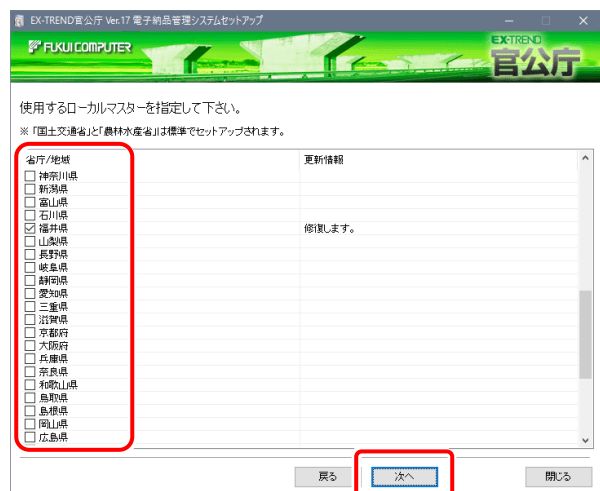 EX-TREND官公庁 Ver.17 電子納品管理システムセットアップ
FUKUI COMPUTER
EX-TREND
官公庁
使用するローカルマスターを指定して下さい。
※「国土交通省」と「農林水産省」は標準でセットアップされます。
省庁/地域 更新情報
神奈川県
新潟県
富山県
石川県
福井県 修復します。
山梨県
長野県
岐阜県
静岡県
愛知県
三重県
滋賀県
京都府
大阪府
兵庫県
奈良県
和歌山県
鳥取県
島根県
岡山県
広島県
戻る 次へ 閉じる